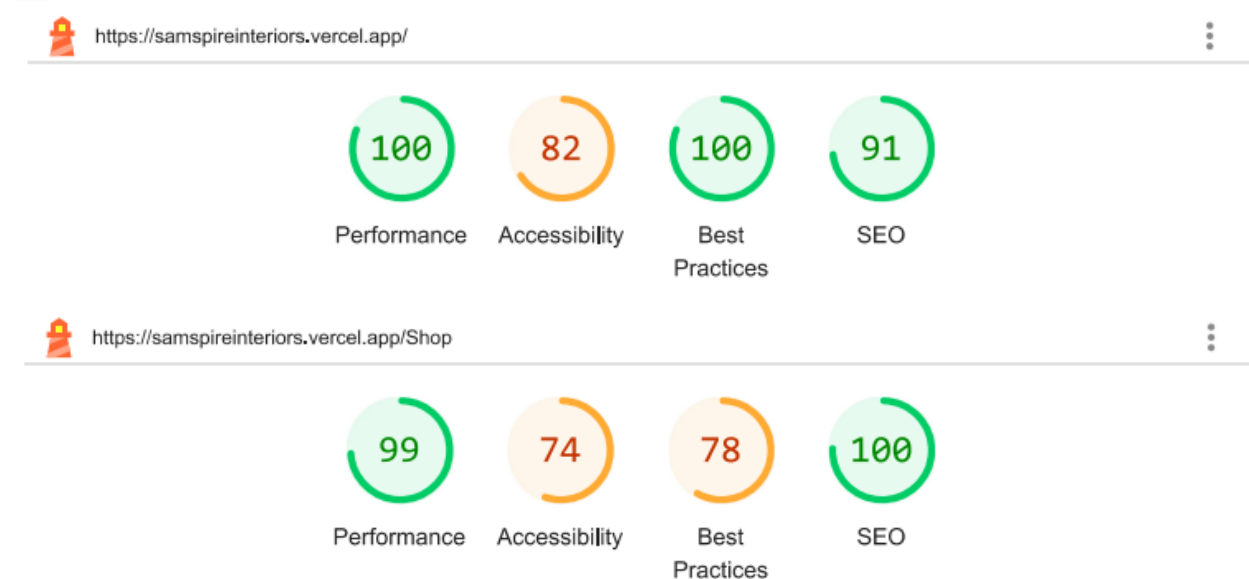 https://samspireinteriors.vercel.app/
100 82 100 91
Performance Accessibility Best Practices SEO
https://samspireinteriors.vercel.app/Shop
99 74 78 100
Performance Accessibility Best Practices SEO